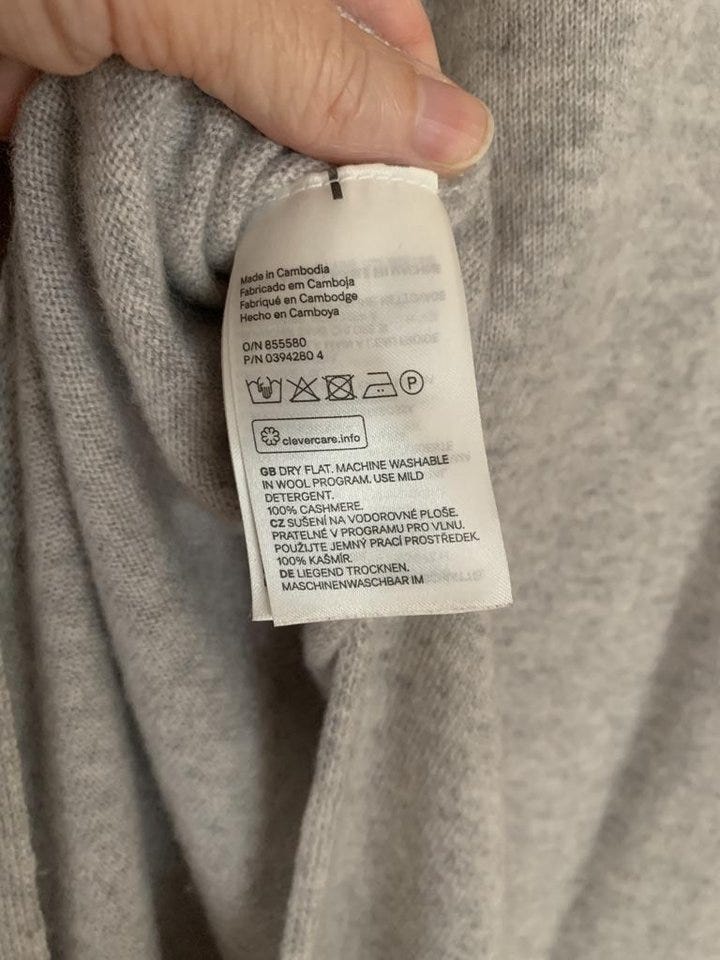 Made in Cambodia
Fabricado em Camboja
Fabriqué en Cambodge
Hecho en Camboya
O/N 855580
P/N 0394280 4
P
clevercare.info
GB DRY FLAT. MACHINE WASHABLE
IN WOOL PROGRAM. USE MILD
DETERGENT.
100% CASHMERE.
CZ SUŠENÍ NA VODOROVNÉ PLOŠE.
PRATELNÉ V PROGRAMU PRO VLNU.
POUŽIJTE JEMNÝ PRACÍ PROSTŘEDEK.
100% KAŠMÍR.
DE LIEGEND TROCKNEN.
MASCHINENWASCHBAR IM